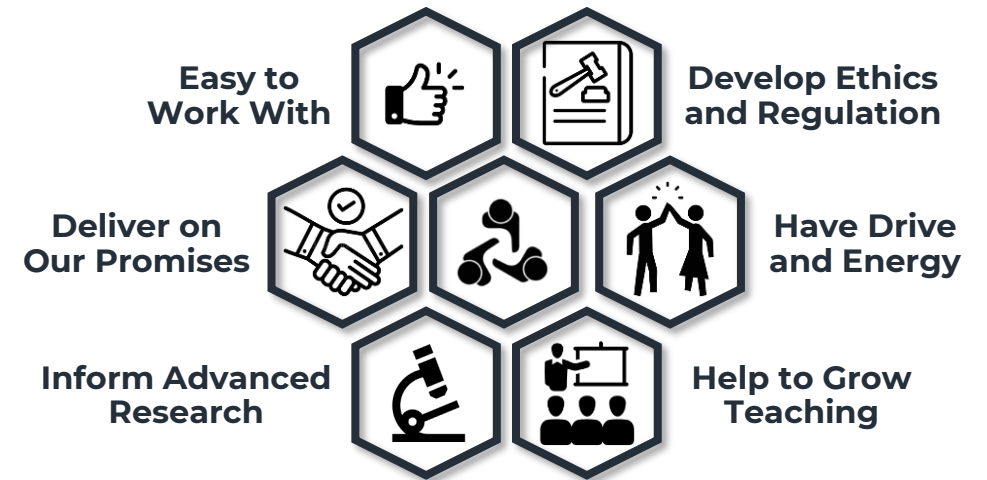 Easy to
Work With
Develop Ethics
and Regulation
Deliver on
Our Promises
Have Drive
and Energy
Inform Advanced
Research
Help to Grow
Teaching